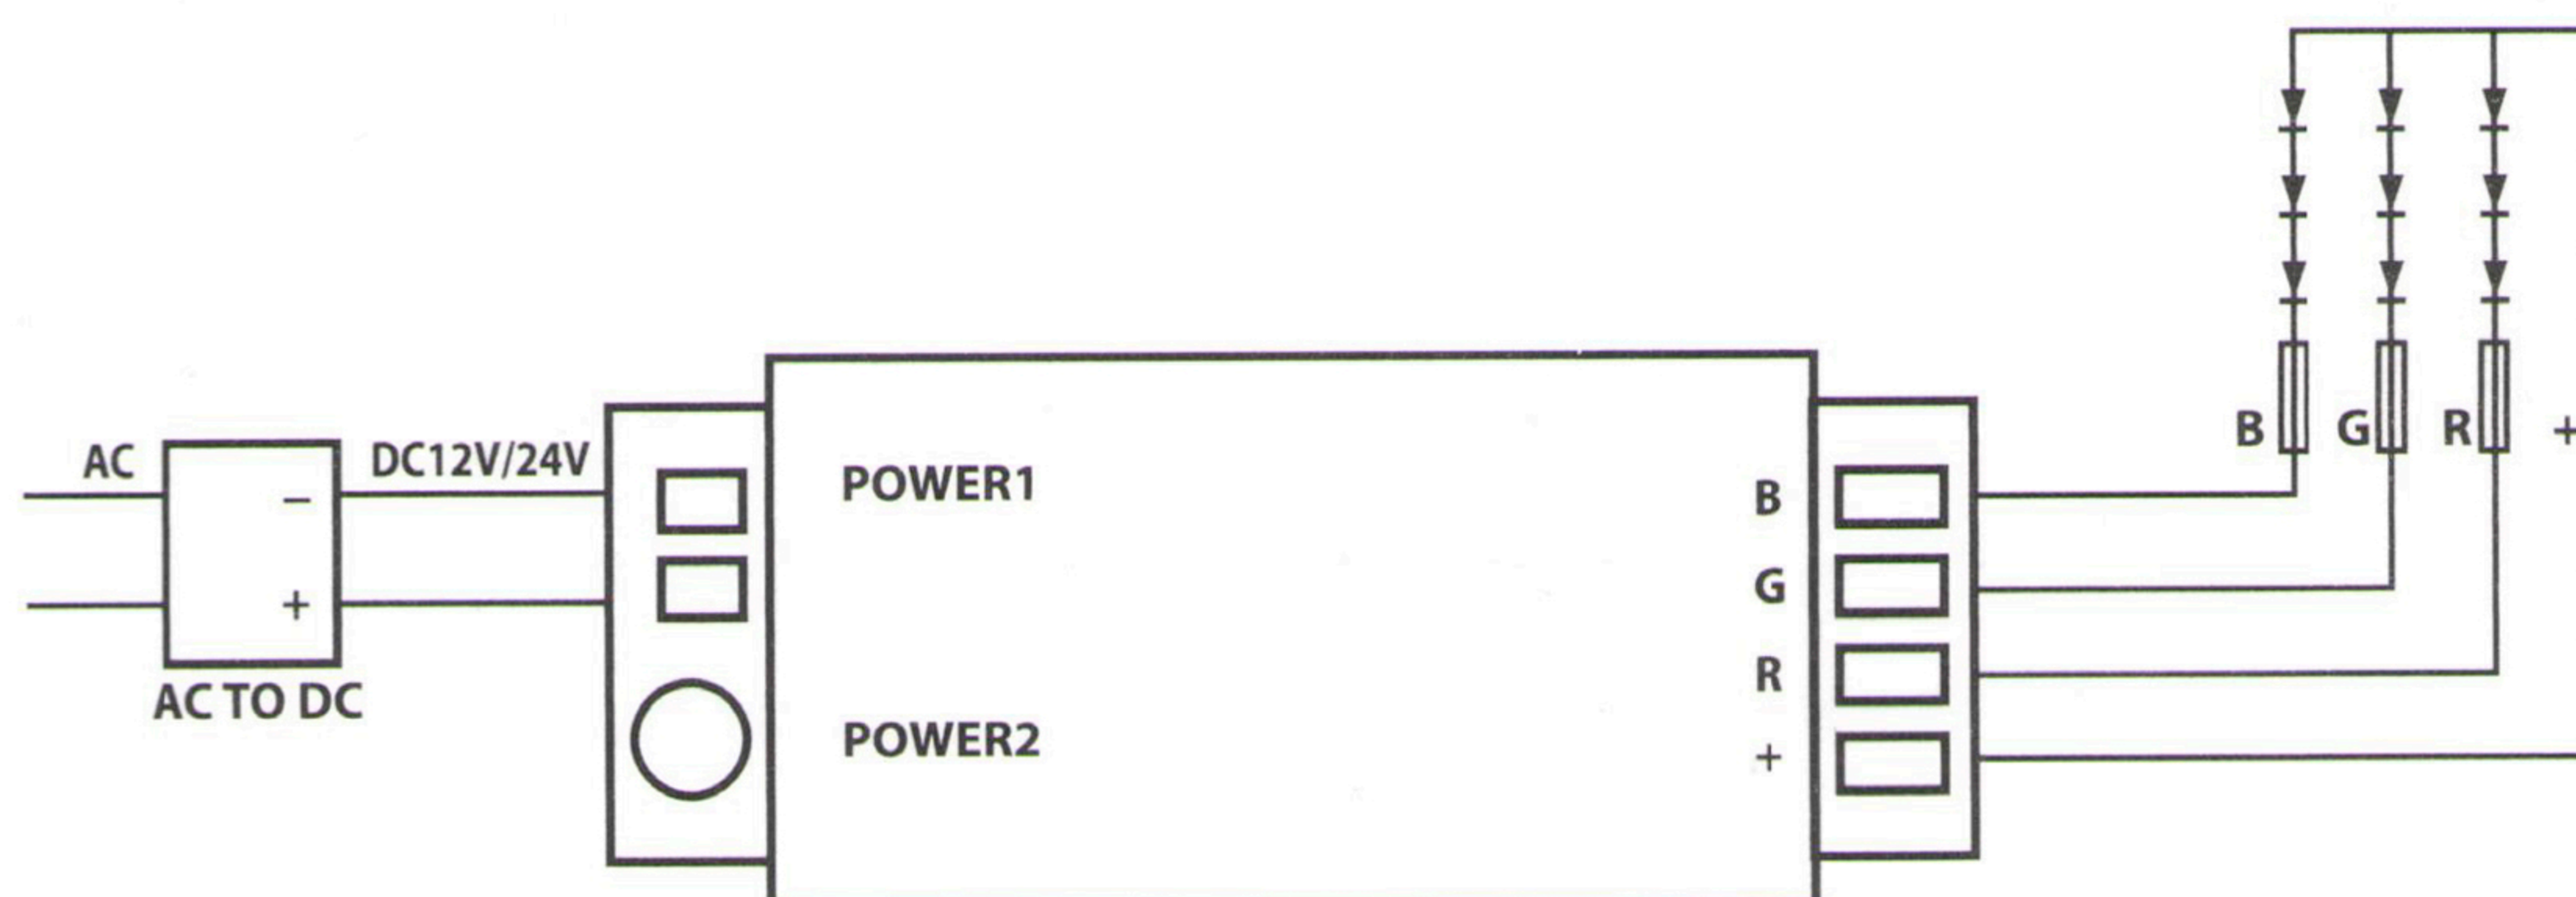 AC
DC12V/24V
−
+
AC TO DC
POWER1
POWER2
B
G
R
+
B
G
R
+